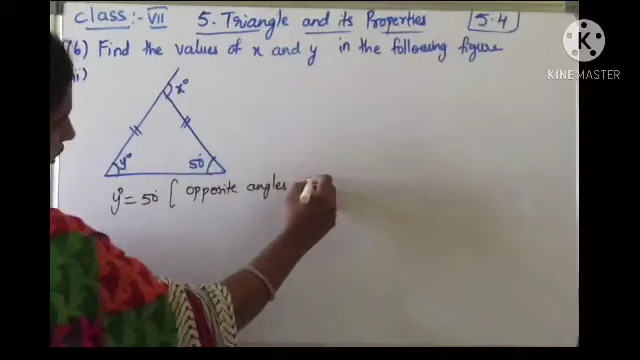 class:- VII 5. Triangle and its Properties 5.4
76) Find the values of x and y in the following figure
ii)
x°
y° 50°
y° = 50° [ opposite angles
KINEMASTER